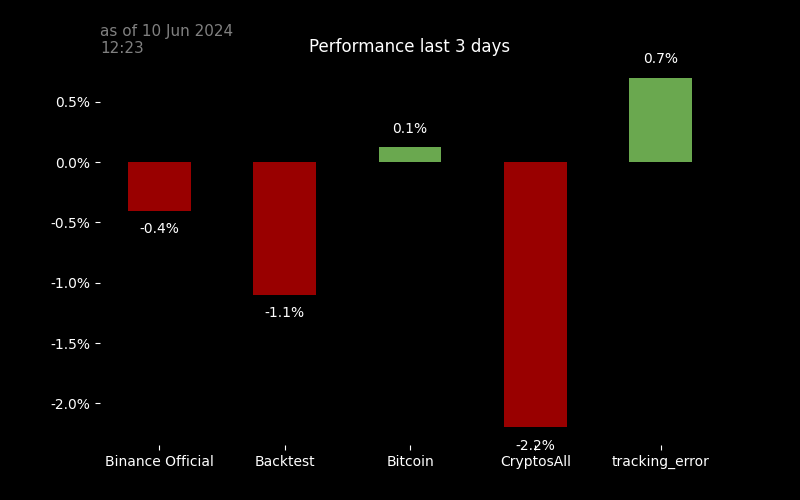 as of 10 Jun 2024
12:23
Performance last 3 days
0.7%
0.5%
0.1%
0.0%
-0.5%
-0.4%
-1.0%
-1.1%
-1.5%
-2.0%
-2.2%
Binance Official
Backtest
Bitcoin
CryptosAll
tracking_error